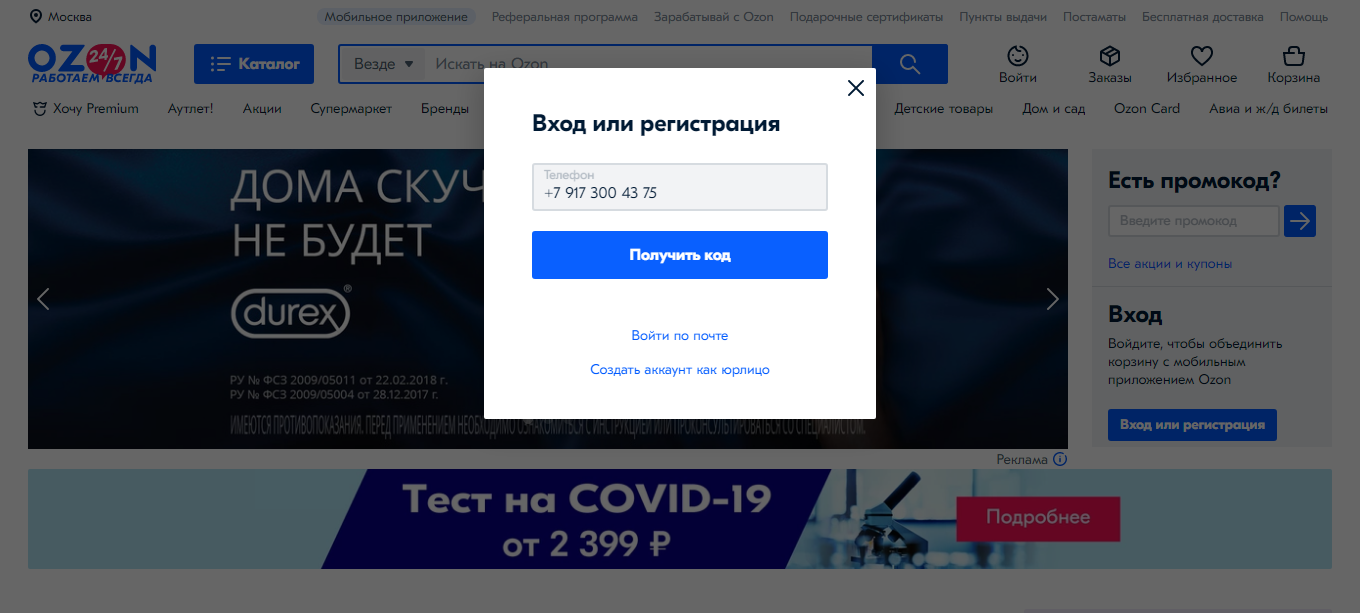 Москва
Мобильное приложение
Реферальная программа
Зарабатывай с Ozon
Подарочные сертификаты
Пункты выдачи
Постаматы
Бесплатная доставка
Помощь
OZON
24/7
РАБОТАЕМ ВСЕГДА
Каталог
Везде
Искать на Ozon
Войти
Заказы
Избранное
Корзина
Хочу Premium
Аутлет!
Акции
Супермаркет
Бренды
Детские товары
Дом и сад
Ozon Card
Авиа и ж/д билеты
Вход или регистрация
Телефон
+7 917 300 43 75
Получить код
Войти по почте
Создать аккаунт как юрлицо
ДОМА СКУЧ
НЕ БУДЕТ
durex®
РУ № ФСЗ 2009/05011 от 22.02.2018 г.
РУ № ФСЗ 2009/05004 от 28.12.2017 г.
ИМЕЮТСЯ ПРОТИВОПОКАЗАНИЯ. ПЕРЕД ПРИМЕНЕНИЕМ НЕОБХОДИМО ОЗНАКОМИТЬСЯ С ИНСТРУКЦИЕЙ ИЛИ ПРОКОНСУЛЬТИРОВАТЬСЯ СО СПЕЦИАЛИСТОМ.
Есть промокод?
Введите промокод
Все акции и купоны
Вход
Войдите, чтобы объединить
корзину с мобильным
приложением Ozon
Вход или регистрация
Реклама
Тест на COVID-19
от 2 399 ₽
Подробнее